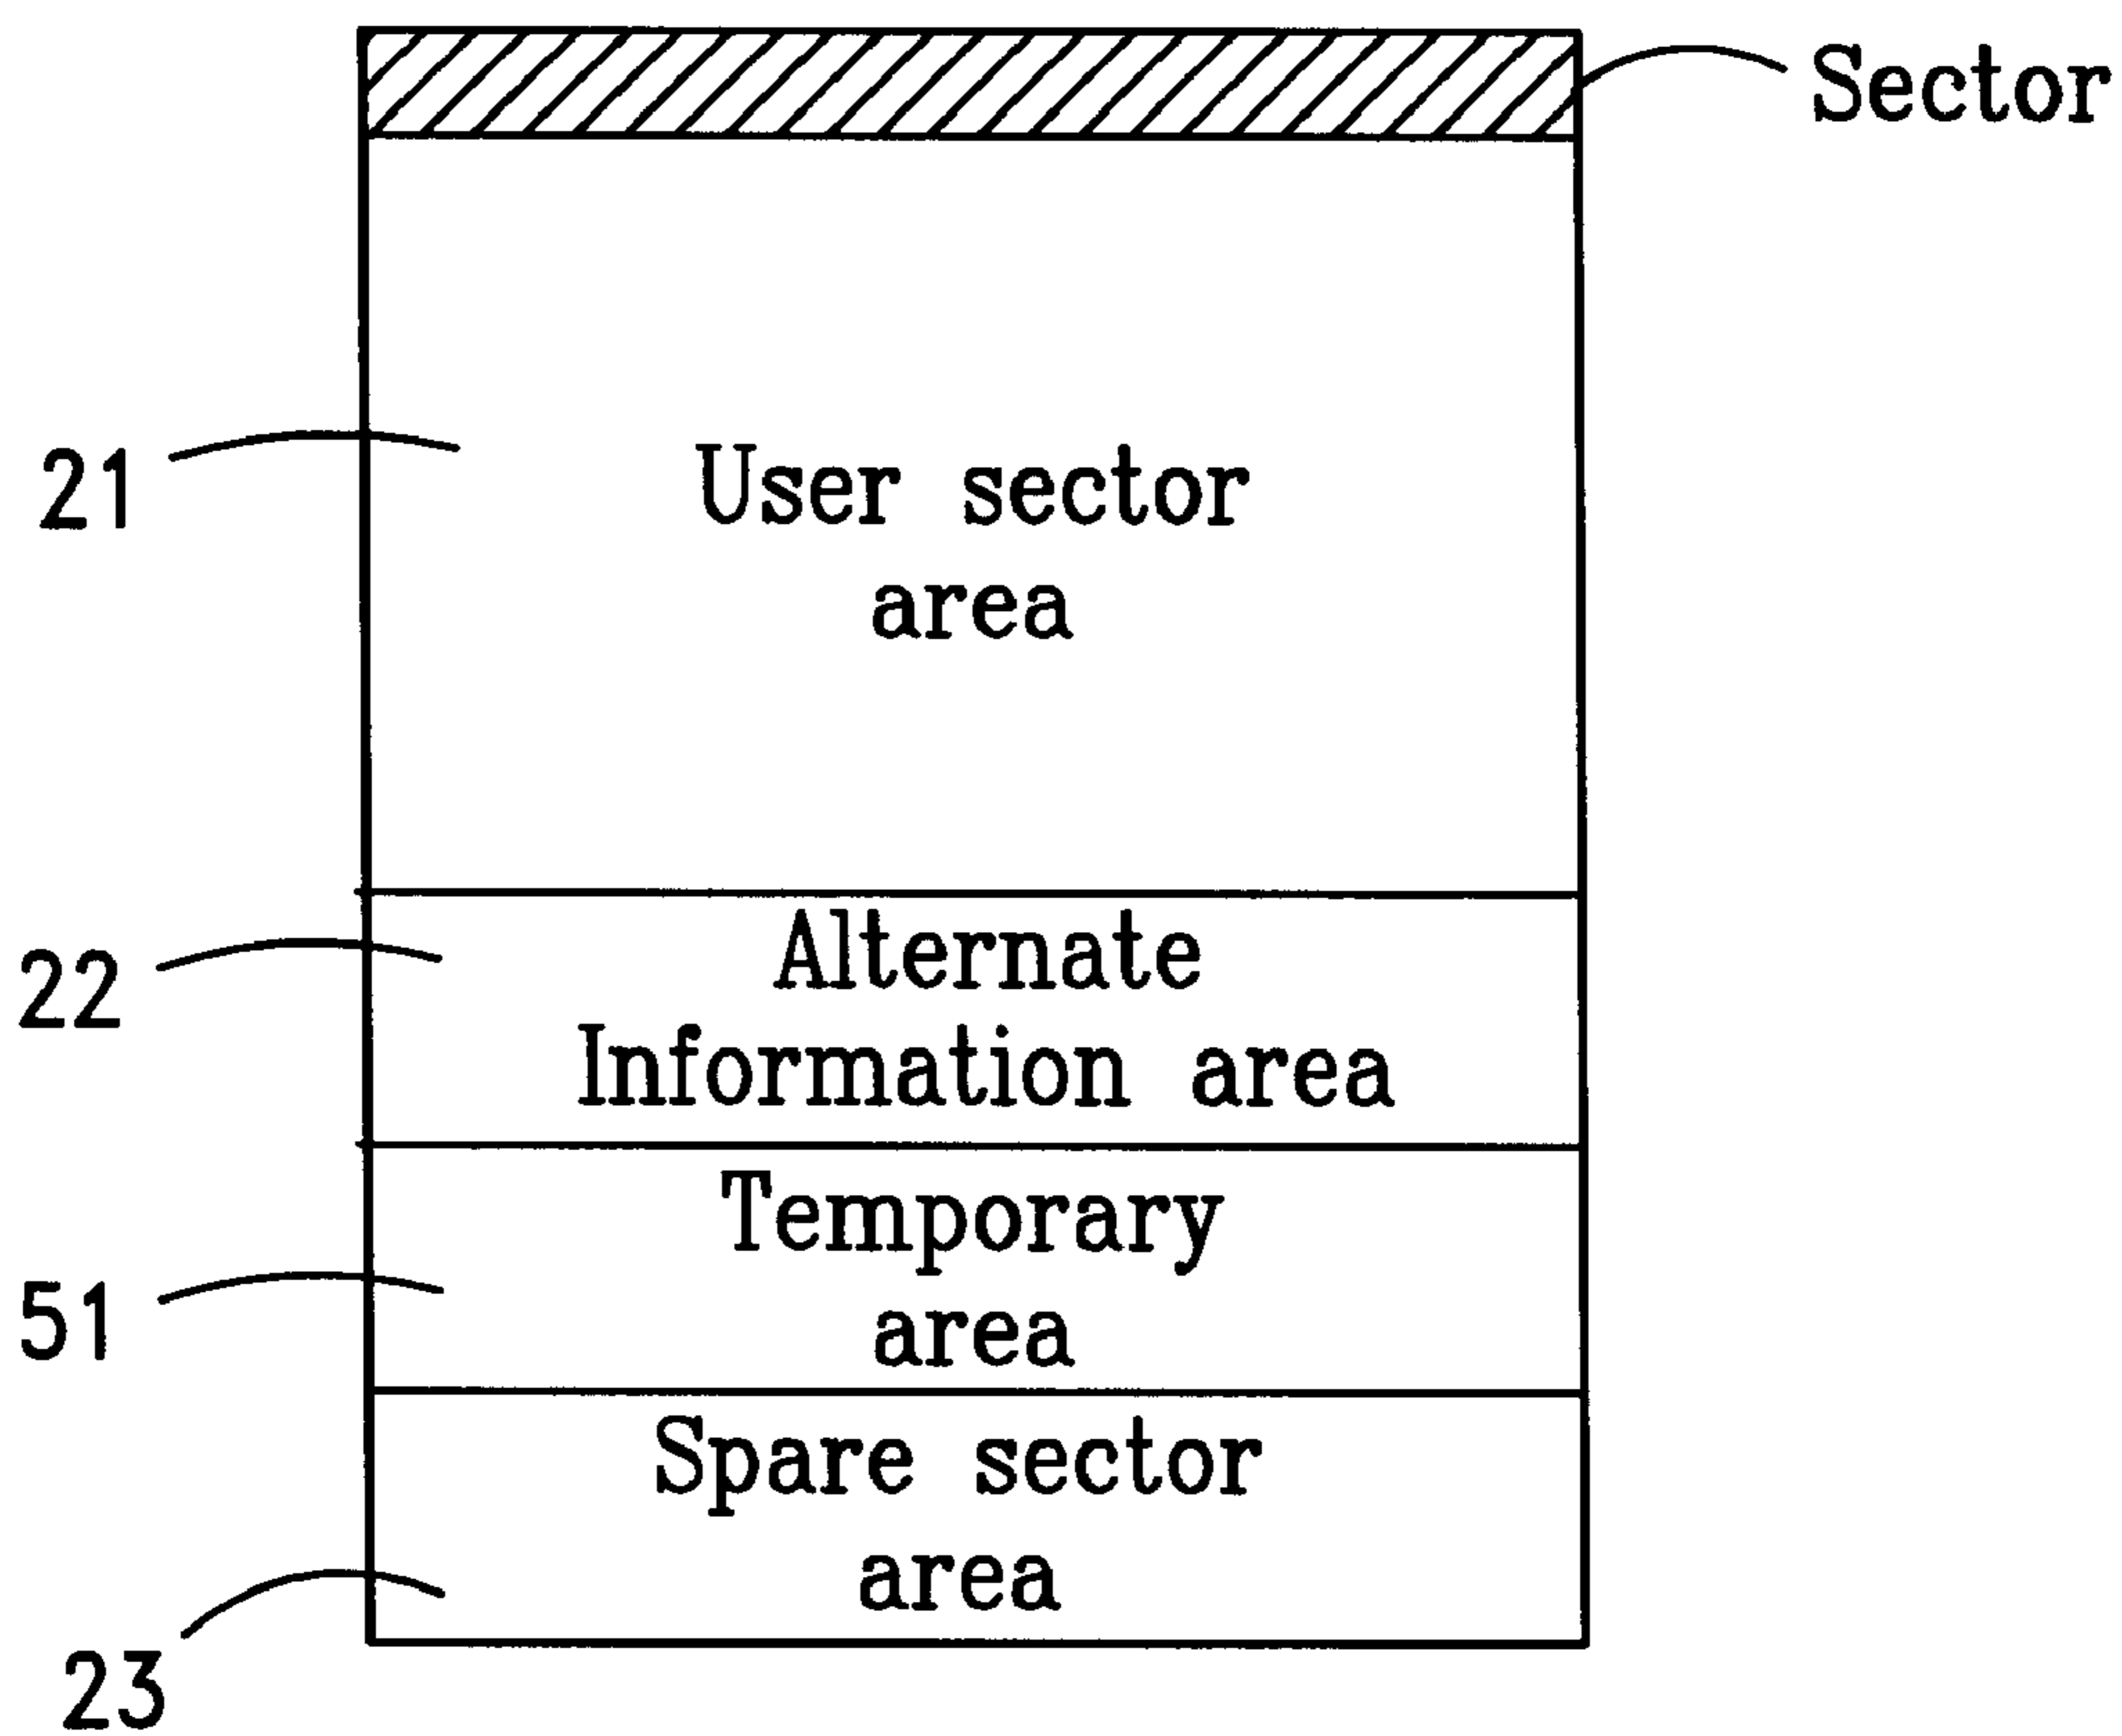 Sector
21
User sector
area
22
Alternate
Information area
51
Temporary
area
23
Spare sector
area